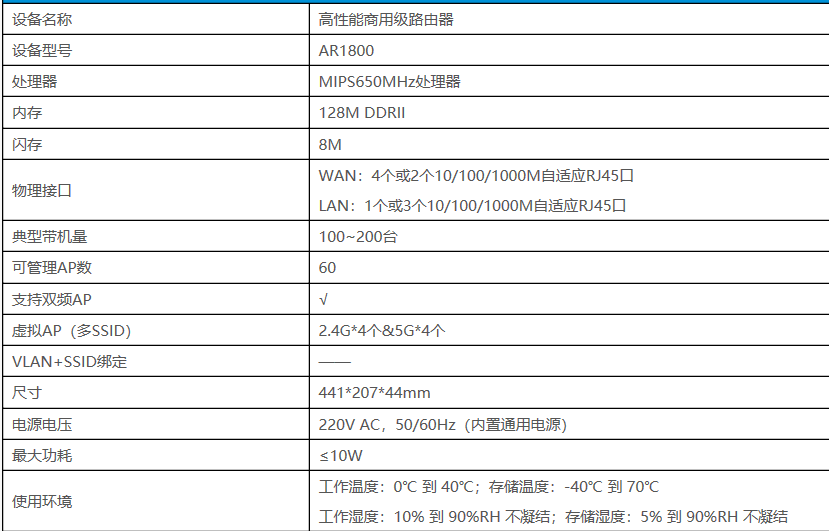 设备名称 高性能商用级路由器
设备型号 AR1800
处理器 MIPS650MHz处理器
内存 128M DDRII
闪存 8M
物理接口 WAN：4个或2个10/100/1000M自适应RJ45口
LAN：1个或3个10/100/1000M自适应RJ45口
典型带机量 100~200台
可管理AP数 60
支持双频AP √
虚拟AP（多SSID） 2.4G*4个&5G*4个
VLAN+SSID绑定 ——
尺寸 441*207*44mm
电源电压 220V AC，50/60Hz（内置通用电源）
最大功耗 ≤10W
使用环境 工作温度：0℃ 到 40℃；存储温度：-40℃ 到 70℃
工作湿度：10% 到 90%RH 不凝结；存储湿度：5% 到 90%RH 不凝结